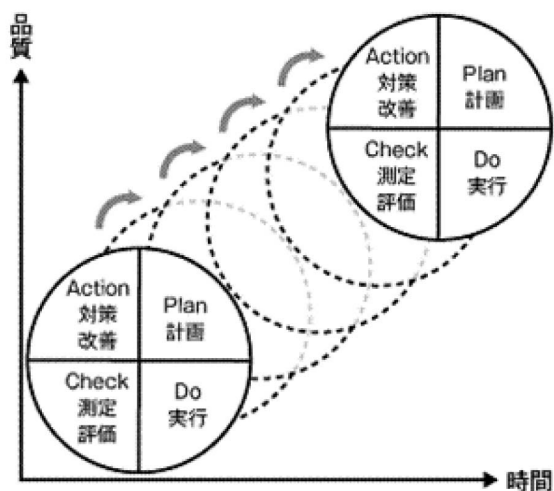 品質
Action
対策
改善
Plan
計画
Check
測定
評価
Do
実行
Action
対策
改善
Plan
計画
Check
測定
評価
Do
実行
時間